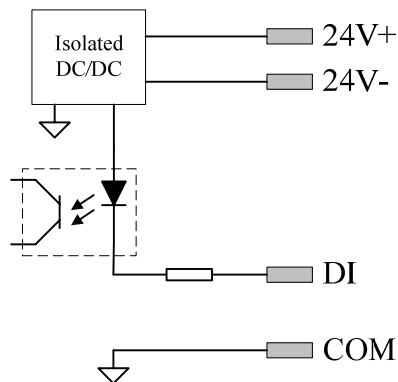 Isolated
DC/DC
24V+
24V-
DI
COM